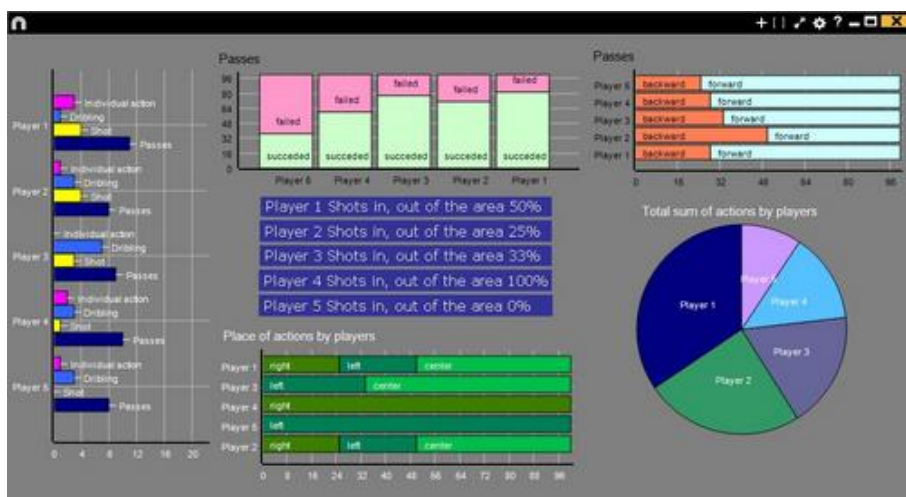 Passes
96
80
64
48
32
16
0
failed
failed
failed
failed
failed
succeded
succeded
succeded
succeded
succeded
Player 5
Player 4
Player 3
Player 2
Player 1
Passes
Player 5
backward
forward
Player 4
backward
forward
Player 3
backward
forward
Player 2
backward
forward
Player 1
backward
forward
0 16 32 48 64 80 96
Player 1
Individual action
Dribling
Shot
Passes
Player 2
Individual action
Dribling
Shot
Passes
Player 3
Individual action
Dribling
Shot
Passes
Player 4
Individual action
Dribling
Shot
Passes
Player 5
Individual action
Dribling
Shot
Passes
0 4 8 12 16 20
Player 1 Shots in, out of the area 50%
Player 2 Shots in, out of the area 25%
Player 3 Shots in, out of the area 33%
Player 4 Shots in, out of the area 100%
Player 5 Shots in, out of the area 0%
Place of actions by players
Player 1 right left center
Player 3 left center
Player 4 right
Player 5 left
Player 2 right left center
0 8 16 24 32 40 48 56 64 72 80 88 96
Total sum of actions by players
Player 5
Player 4
Player 3
Player 2
Player 1